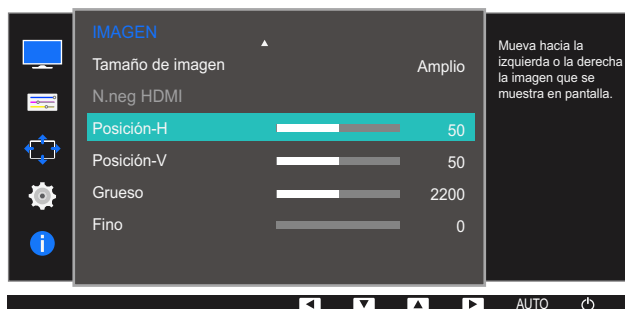 IMAGEN
Tamaño de imagen Amplio
N.neg HDMI
Posición-H 50
Posición-V 50
Grueso 2200
Fino 0
Mueva hacia la
izquierda o la derecha
la imagen que se
muestra en pantalla.
AUTO